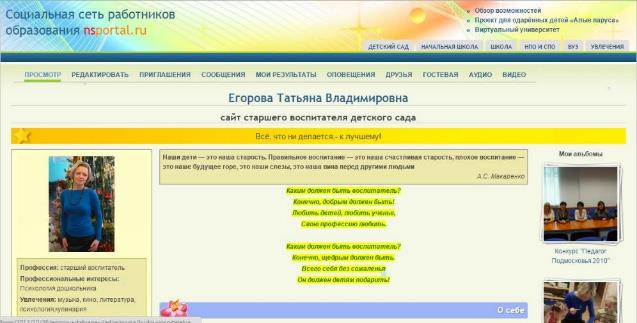 Социальная сеть работников
образования nsportal.ru
Обзор возможностей
Проект для одарённых детей «Алые паруса»
Виртуальный университет
ДЕТСКИЙ САД НАЧАЛЬНАЯ ШКОЛА ШКОЛА НПО И СПО ВУЗ УВЛЕЧЕНИЯ
ПРОСМОТР РЕДАКТИРОВАТЬ ПРИГЛАШЕНИЯ СООБЩЕНИЯ МОИ РЕЗУЛЬТАТЫ ОПОВЕЩЕНИЯ ДРУЗЬЯ ГОСТЕВАЯ АУДИО ВИДЕО
Егорова Татьяна Владимировна
сайт старшего воспитателя детского сада
Всё, что ни делается,- к лучшему!
Профессия: старший воспитатель
Профессиональные интересы:
Психология дошкольника
Увлечения: музыка, кино, литература,
психология,кулинария
Наши дети — это наша старость. Правильное воспитание — это наша счастливая старость, плохое воспитание —
это наше будущее горе, это наши слезы, это наша вина перед другими людьми
А.С. Макаренко
Каким должен быть воспитатель?
Конечно, добрым должен быть!
Любить детей, любить ученье,
Свою профессию любить.
Каким должен быть воспитатель?
Конечно, щедрым должен быть.
Всего себя без сожаленья
Он должен детям подарить!
О себе
Мои альбомы
Конкурс "Педагог
Подмосковья 2010"